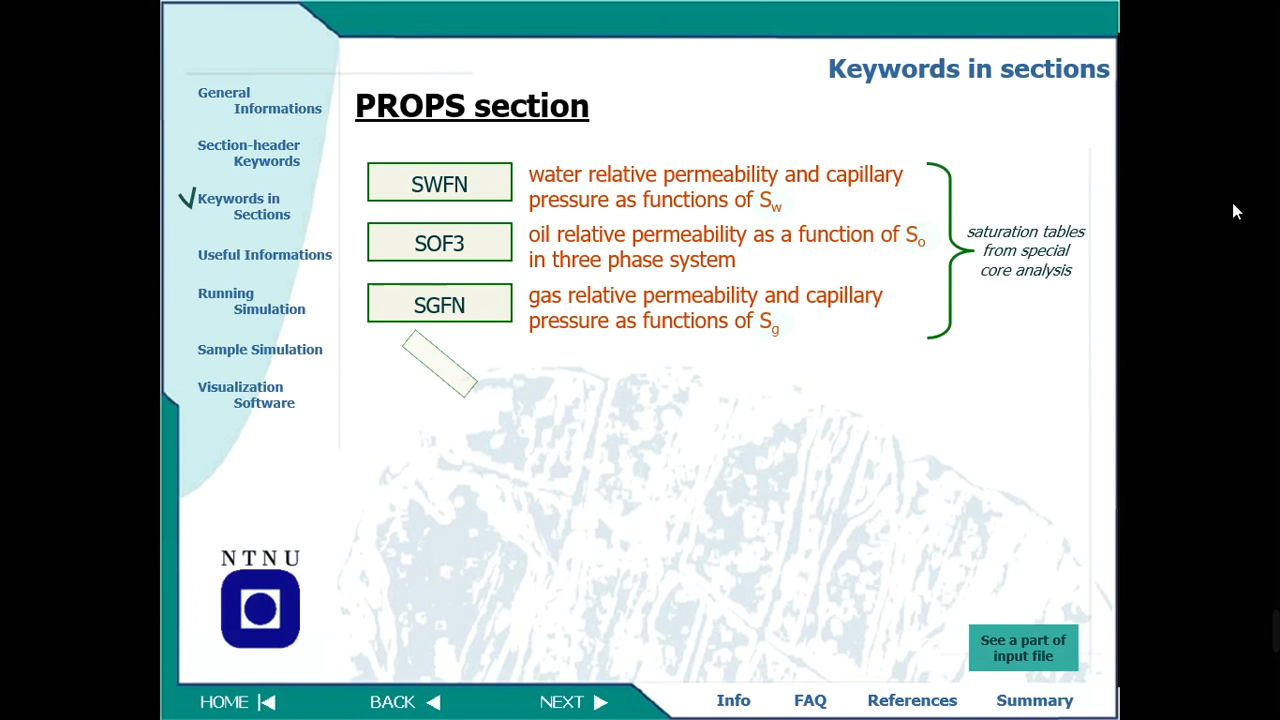 Keywords in sections
PROPS section
General
Informations
Section-header
Keywords
Keywords in
Sections
Useful Informations
Running
Simulation
Sample Simulation
Visualization
Software
SWFN
water relative permeability and capillary
pressure as functions of Sw
SOF3
oil relative permeability as a function of So
in three phase system
SGFN
gas relative permeability and capillary
pressure as functions of Sg
saturation tables
from special
core analysis
NTNU
See a part of
input file
HOME
BACK
NEXT
Info
FAQ
References
Summary